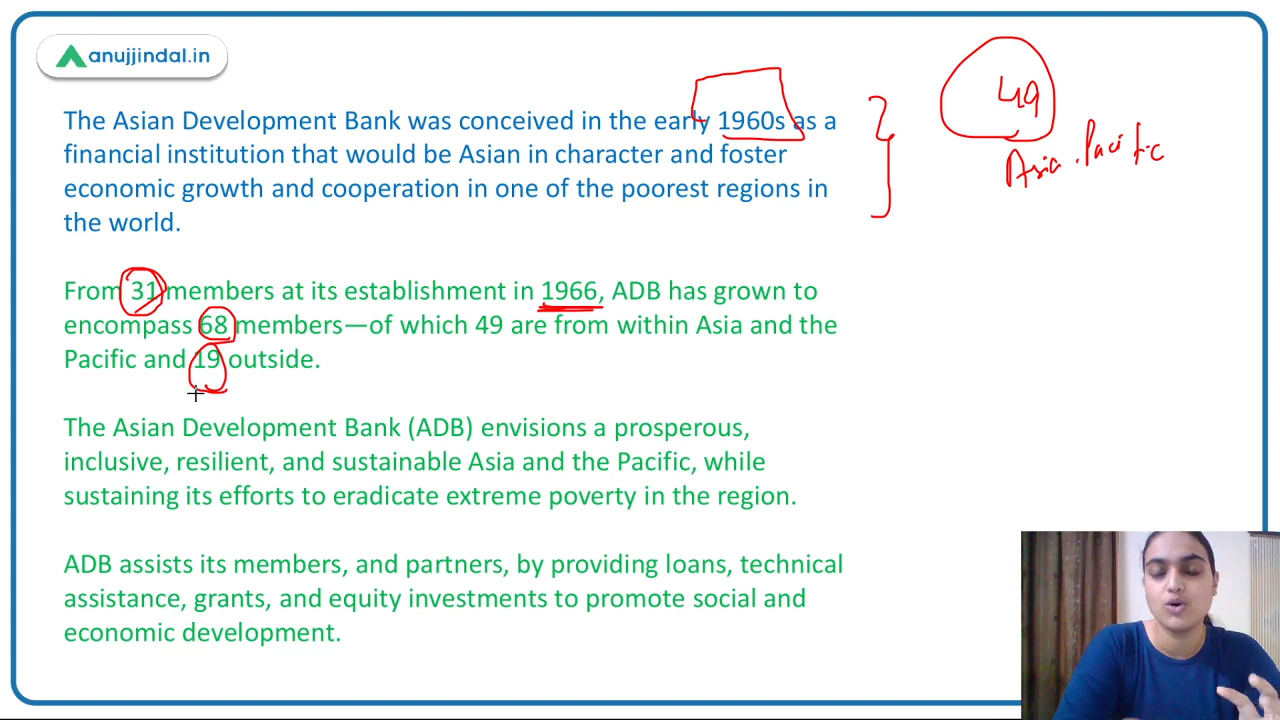 anujjindal.in
The Asian Development Bank was conceived in the early 1960s as a
financial institution that would be Asian in character and foster
economic growth and cooperation in one of the poorest regions in
the world.
49
Asia.Pacific
From 31 members at its establishment in 1966, ADB has grown to
encompass 68 members—of which 49 are from within Asia and the
Pacific and 19 outside.
The Asian Development Bank (ADB) envisions a prosperous,
inclusive, resilient, and sustainable Asia and the Pacific, while
sustaining its efforts to eradicate extreme poverty in the region.
ADB assists its members, and partners, by providing loans, technical
assistance, grants, and equity investments to promote social and
economic development.